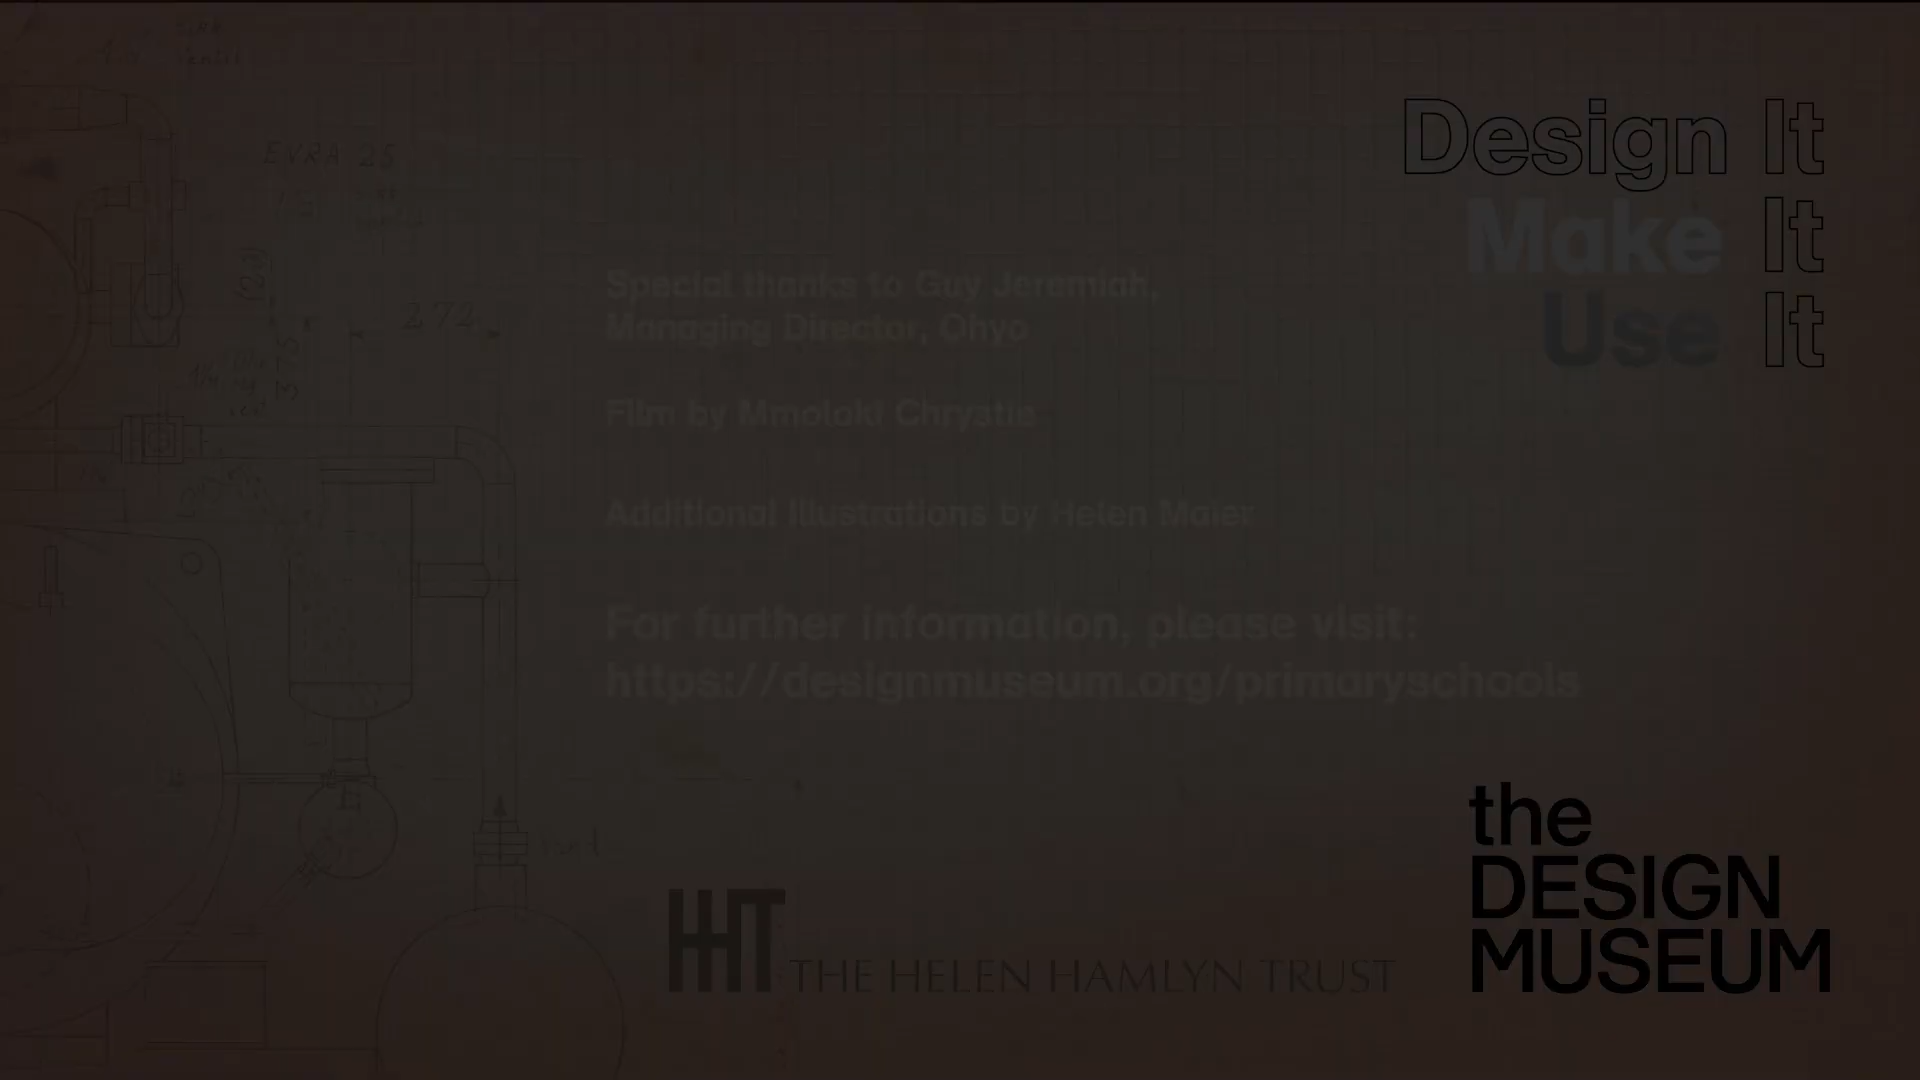 EVRA 25
272
Design It
Make It
Use It
Special thanks to Guy Jeremiah,
Managing Director, Ohyo
Film by Mmolaki Chrystie
Additional Illustrations by Helen Maier
For further information, please visit:
https://designmuseum.org/primaryschools
HHT THE HELEN HAMLYN TRUST
the
DESIGN
MUSEUM